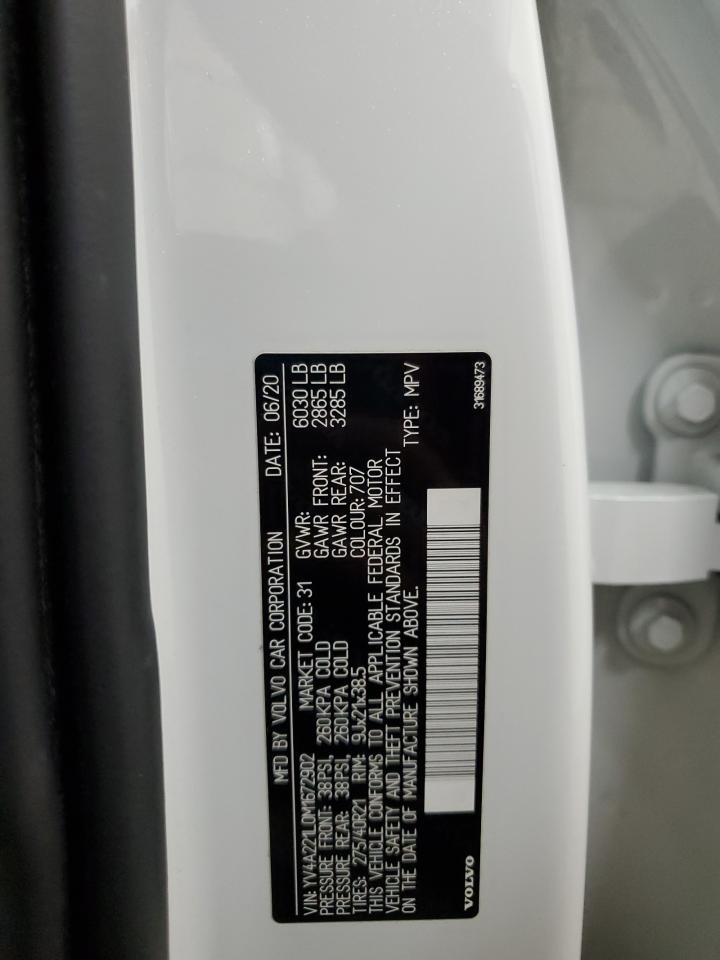 MFD BY VOLVO CAR CORPORATION DATE: 06/20
VIN: YV4A221L0M1672902 MARKET CODE: 31 GVWR: 6030 LB
PRESSURE FRONT: 38PSI, 260KPA COLD GAWR FRONT: 2865 LB
PRESSURE REAR: 38PSI, 260KPA COLD GAWR REAR: 3285 LB
TIRES: 275/40R21 RIM: 9Jx21x38.5 COLOUR: 707
THIS VEHICLE CONFORMS TO ALL APPLICABLE FEDERAL MOTOR
VEHICLE SAFETY AND THEFT PREVENTION STANDARDS IN EFFECT
ON THE DATE OF MANUFACTURE SHOWN ABOVE. TYPE: MPV
VOLVO 31689473